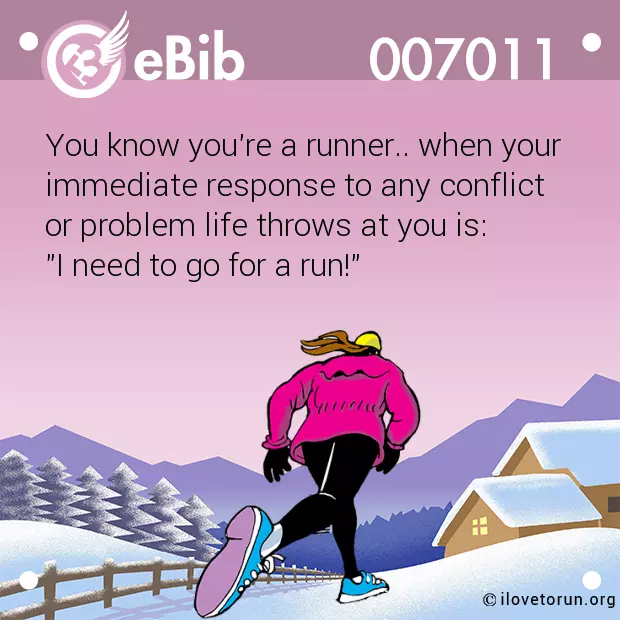 eBib 007011
You know you're a runner.. when your
immediate response to any conflict
or problem life throws at you is:
"I need to go for a run!"
© ilovetorun.org